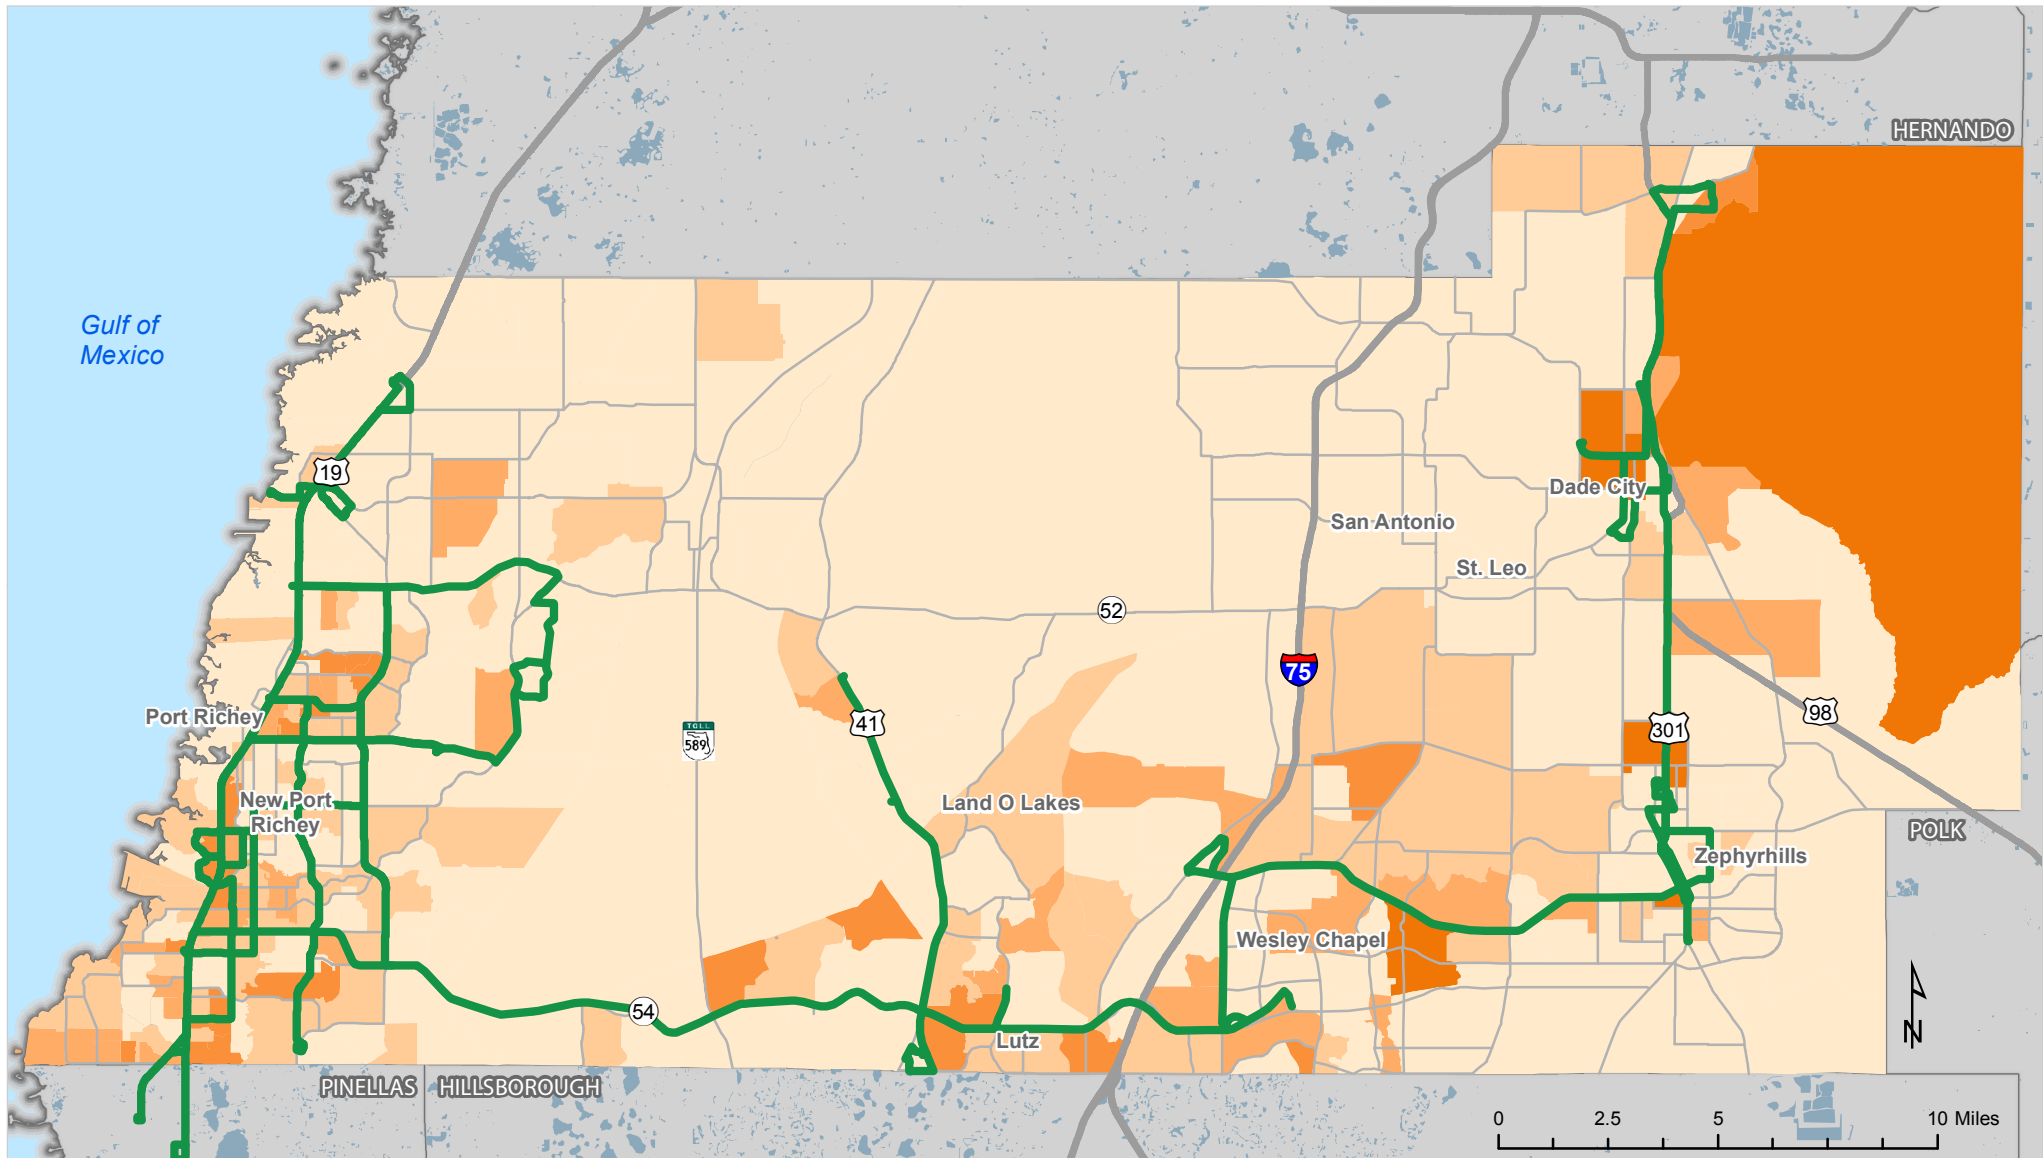 HERNANDO
Gulf of
Mexico
19
Dade City
San Antonio
St. Leo
52
75
Port Richey
41
TOLL
589
301
98
New Port
Richey
Land O Lakes
POLK
Zephyrhills
Wesley Chapel
54
Lutz
N
PINELLAS
HILLSBOROUGH
0 2.5 5 10 Miles